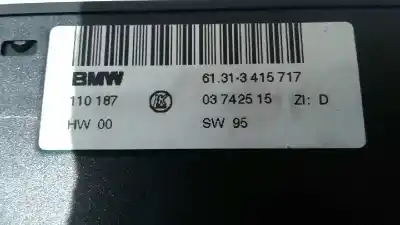 BMW 61.31-3 415 717
110 187 03 7425 15 ZI: D
HW 00 SW 95